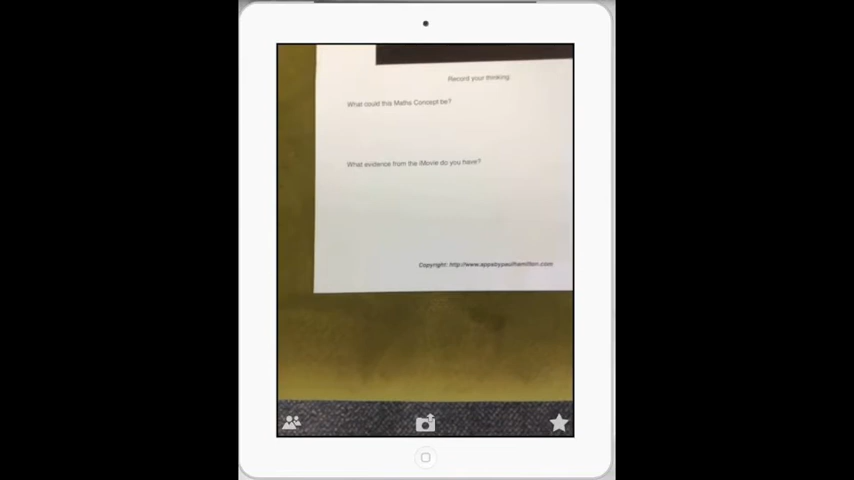 Record your thinking:
What could this Maths Concept be?
What evidence from the iMovie do you have?
Copyright: http://www.appsbypaulhamilton.com